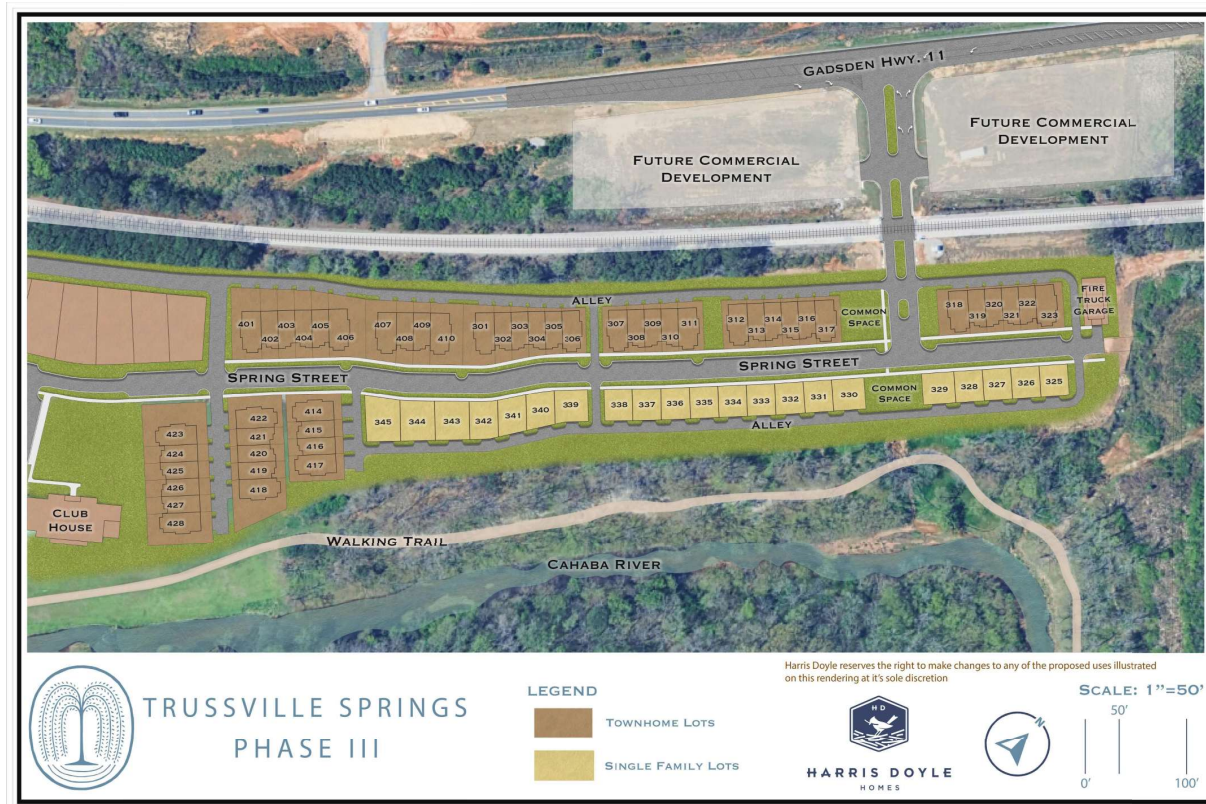 GADSDEN HWY. 11
FUTURE COMMERCIAL
DEVELOPMENT
FUTURE COMMERCIAL
DEVELOPMENT
ALLEY
401
402
403
404
405
406
407
408
409
410
301
302
303
304
305
306
307
308
309
310
311
312
313
314
315
316
317
COMMON
SPACE
318
319
320
321
322
323
FIRE
TRUCK
GARAGE
SPRING STREET
SPRING STREET
423
424
425
426
427
428
422
421
420
419
418
414
415
416
417
345
344
343
342
341
340
339
338
337
336
335
334
333
332
331
330
COMMON
SPACE
329
328
327
326
325
ALLEY
CLUB
HOUSE
WALKING TRAIL
CAHABA RIVER
TRUSSVILLE SPRINGS
PHASE III
LEGEND
TOWNHOME LOTS
SINGLE FAMILY LOTS
Harris Doyle reserves the right to make changes to any of the proposed uses illustrated
on this rendering at it's sole discretion
HD
HARRIS DOYLE
HOMES
N
SCALE: 1"=50'
50'
0'
100'